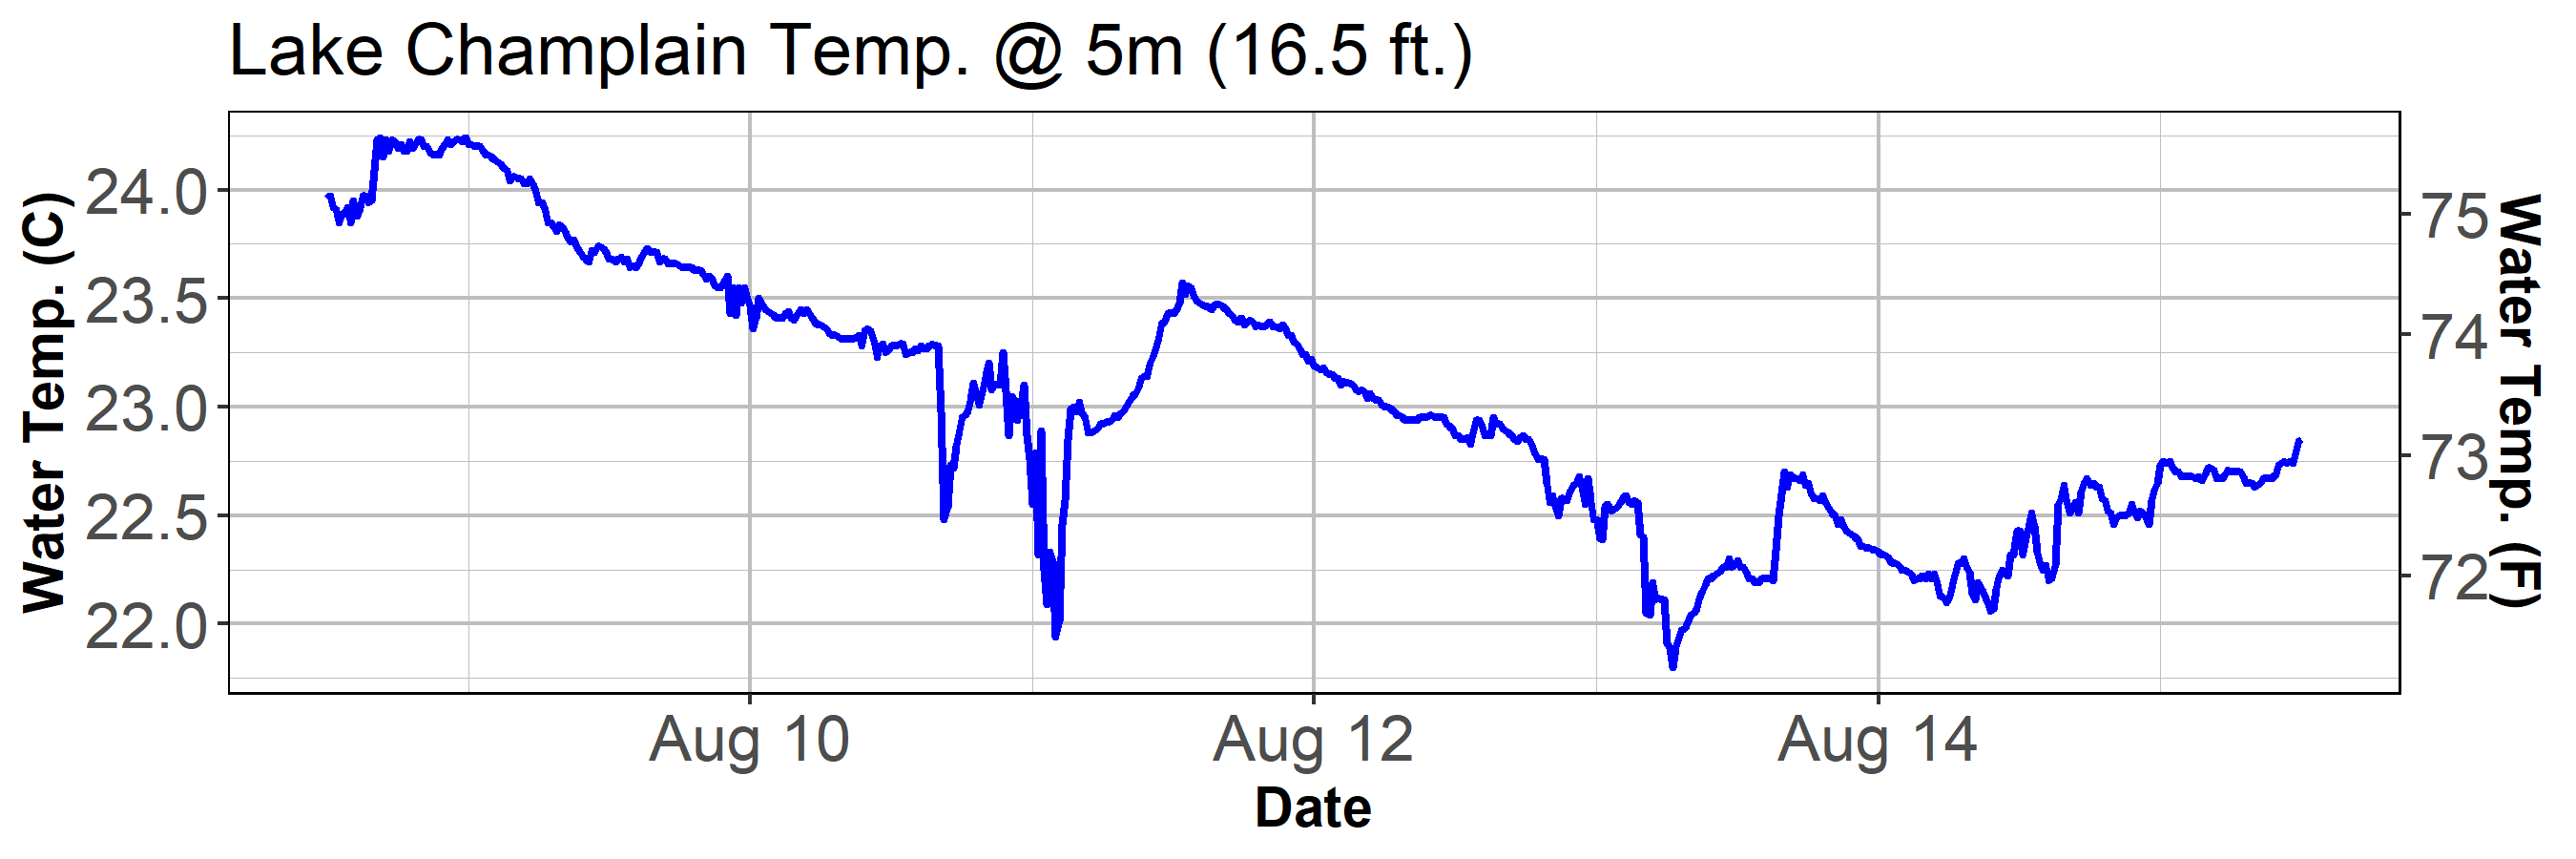 Lake Champlain Temp. @ 5m (16.5 ft.)
Water Temp. (C)
24.0
23.5
23.0
22.5
22.0
75
74
73
72
Water Temp. (F)
Aug 10
Aug 12
Aug 14
Date